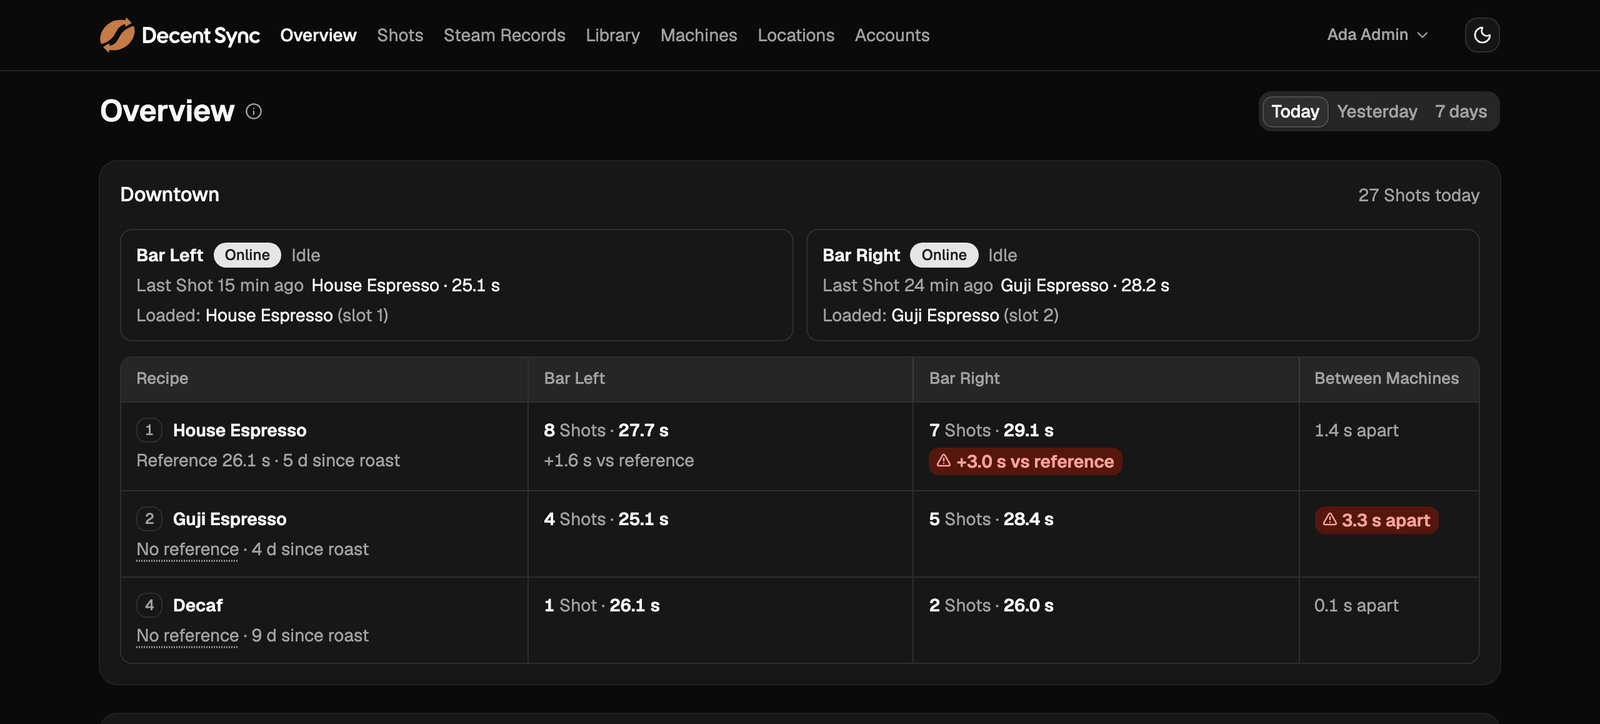 Decent Sync Overview Shots Steam Records Library Machines Locations Accounts Ada Admin
Overview
Today Yesterday 7 days
Downtown
27 Shots today
Bar Left Online Idle
Last Shot 15 min ago House Espresso · 25.1 s
Loaded: House Espresso (slot 1)
Bar Right Online Idle
Last Shot 24 min ago Guji Espresso · 28.2 s
Loaded: Guji Espresso (slot 2)
Recipe Bar Left Bar Right Between Machines
1 House Espresso
Reference 26.1 s · 5 d since roast
8 Shots · 27.7 s
+1.6 s vs reference
7 Shots · 29.1 s
+3.0 s vs reference
1.4 s apart
2 Guji Espresso
No reference · 4 d since roast
4 Shots · 25.1 s
5 Shots · 28.4 s
3.3 s apart
4 Decaf
No reference · 9 d since roast
1 Shot · 26.1 s
2 Shots · 26.0 s
0.1 s apart